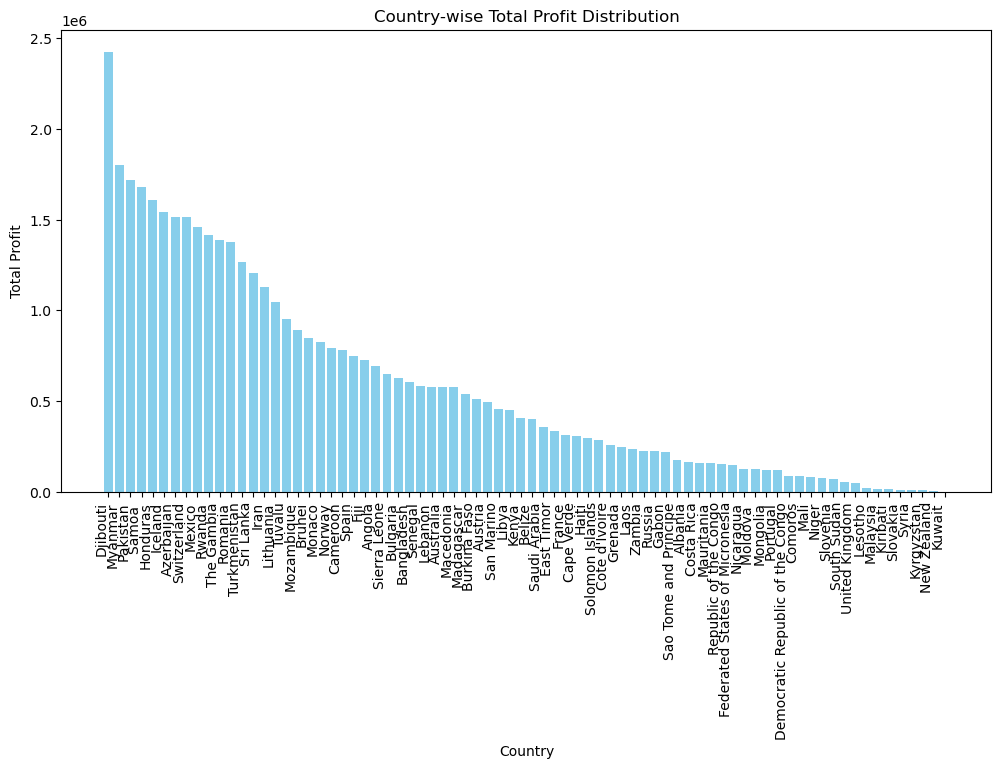 Country-wise Total Profit Distribution
1e6
2.5
2.0
1.5
1.0
0.5
0.0
Total Profit
Djibouti
Myanmar
Pakistan
Samoa
Honduras
Iceland
Azerbaijan
Switzerland
Mexico
Rwanda
The Gambia
Romania
Turkmenistan
Sri Lanka
Iran
Lithuania
Tuvalu
Mozambique
Brunei
Monaco
Norway
Cameroon
Spain
Fiji
Angola
Sierra Leone
Bulgaria
Bangladesh
Senegal
Lebanon
Australia
Macedonia
Madagascar
Burkina Faso
Austria
San Marino
Libya
Kenya
Belize
Saudi Arabia
East Timor
France
Cape Verde
Haiti
Solomon Islands
Cote d'Ivoire
Grenada
Laos
Zambia
Russia
Gabon
Sao Tome and Principe
Albania
Costa Rica
Mauritania
Republic of the Congo
Federated States of Micronesia
Nicaragua
Moldova
Mongolia
Portugal
Democratic Republic of the Congo
Comoros
Mali
Niger
Slovenia
South Sudan
United Kingdom
Lesotho
Malaysia
Kiribati
Slovakia
Syria
Kyrgyzstan
New Zealand
Kuwait
Country